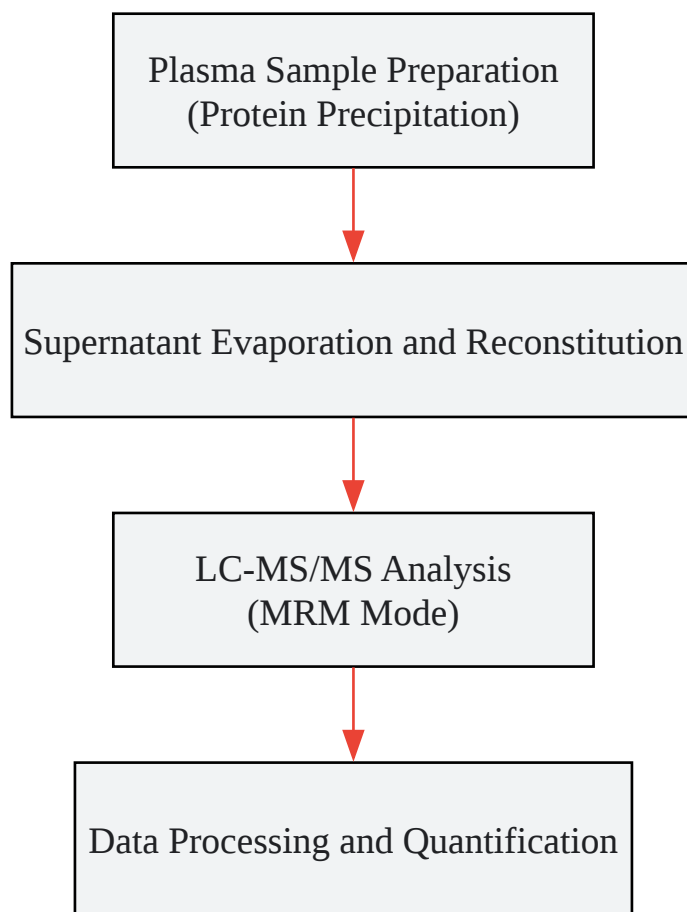 Plasma Sample Preparation
(Protein Precipitation)
Supernatant Evaporation and Reconstitution
LC-MS/MS Analysis
(MRM Mode)
Data Processing and Quantification